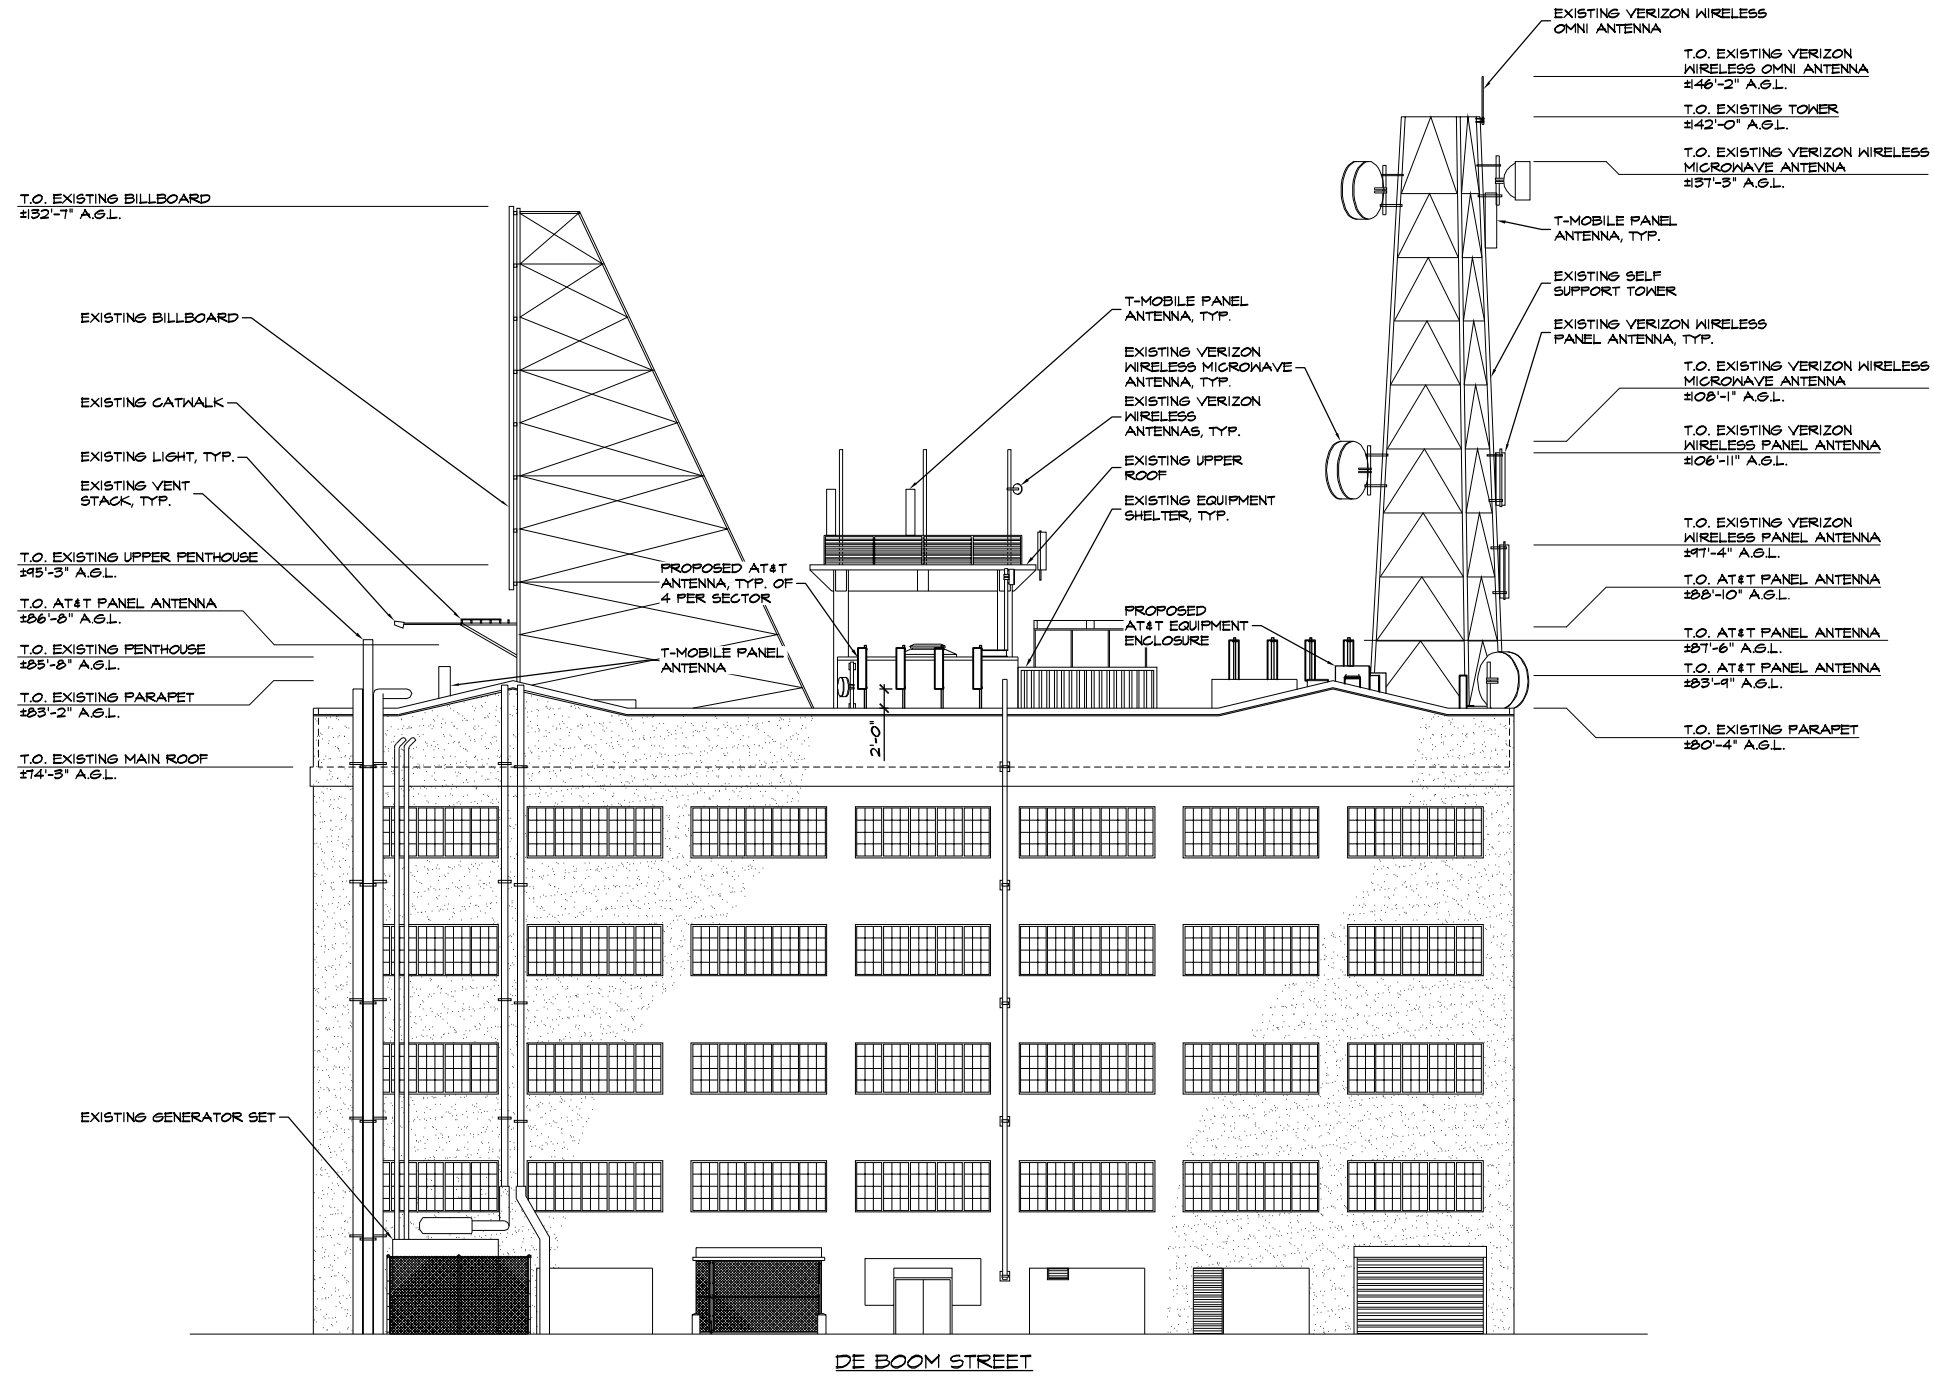 EXISTING VERIZON WIRELESS
OMNI ANTENNA
T.O. EXISTING VERIZON
WIRELESS OMNI ANTENNA
±146'-2" A.G.L.
T.O. EXISTING TOWER
±142'-0" A.G.L.
T.O. EXISTING VERIZON WIRELESS
MICROWAVE ANTENNA
±137'-3" A.G.L.
T-MOBILE PANEL
ANTENNA, TYP.
EXISTING SELF
SUPPORT TOWER
EXISTING VERIZON WIRELESS
PANEL ANTENNA, TYP.
T.O. EXISTING VERIZON WIRELESS
MICROWAVE ANTENNA
±108'-1" A.G.L.
T.O. EXISTING VERIZON
WIRELESS PANEL ANTENNA
±106'-11" A.G.L.
T.O. EXISTING VERIZON
WIRELESS PANEL ANTENNA
±97'-4" A.G.L.
T.O. AT&T PANEL ANTENNA
±88'-10" A.G.L.
T.O. AT&T PANEL ANTENNA
±87'-6" A.G.L.
T.O. AT&T PANEL ANTENNA
±83'-9" A.G.L.
T.O. EXISTING PARAPET
±80'-4" A.G.L.
T.O. EXISTING BILLBOARD
±132'-7" A.G.L.
EXISTING BILLBOARD
EXISTING CATWALK
EXISTING LIGHT, TYP.
EXISTING VENT
STACK, TYP.
T.O. EXISTING UPPER PENTHOUSE
±95'-3" A.G.L.
T.O. AT&T PANEL ANTENNA
±86'-8" A.G.L.
T.O. EXISTING PENTHOUSE
±85'-8" A.G.L.
T.O. EXISTING PARAPET
±83'-2" A.G.L.
T.O. EXISTING MAIN ROOF
±74'-3" A.G.L.
EXISTING GENERATOR SET
T-MOBILE PANEL
ANTENNA, TYP.
EXISTING VERIZON
WIRELESS MICROWAVE
ANTENNA, TYP.
EXISTING VERIZON
WIRELESS
ANTENNAS, TYP.
EXISTING UPPER
ROOF
EXISTING EQUIPMENT
SHELTER, TYP.
PROPOSED AT&T
ANTENNA, TYP. OF
4 PER SECTOR
T-MOBILE PANEL
ANTENNA
PROPOSED
AT&T EQUIPMENT
ENCLOSURE
2'-0"
DE BOOM STREET